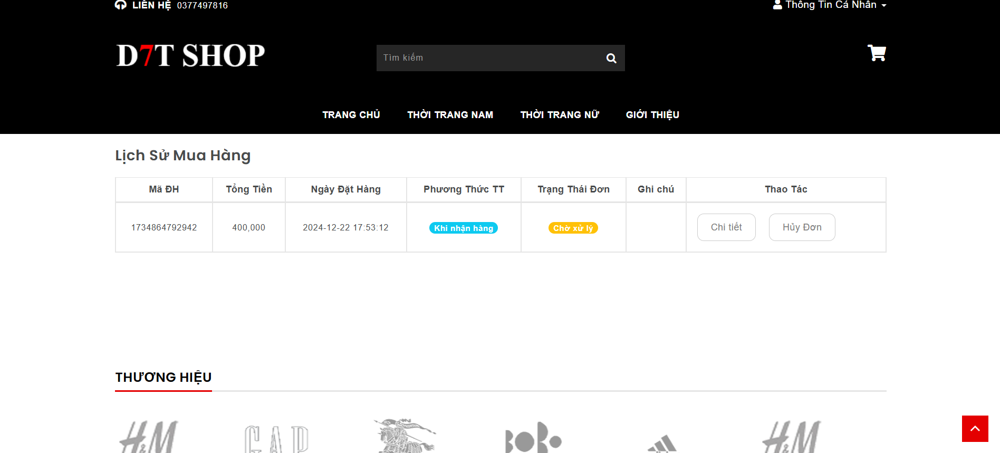 LIÊN HỆ 0377497816
Thông Tin Cá Nhân
D7T SHOP
Tìm kiếm
TRANG CHỦ THỜI TRANG NAM THỜI TRANG NỮ GIỚI THIỆU
Lịch Sử Mua Hàng
Mã ĐH Tổng Tiền Ngày Đặt Hàng Phương Thức TT Trạng Thái Đơn Ghi chú Thao Tác
1734864792942 400,000 2024-12-22 17:53:12 Khi nhận hàng Chờ xử lý Chi tiết Hủy Đơn
THƯƠNG HIỆU
H&M GAP BOBO H&M